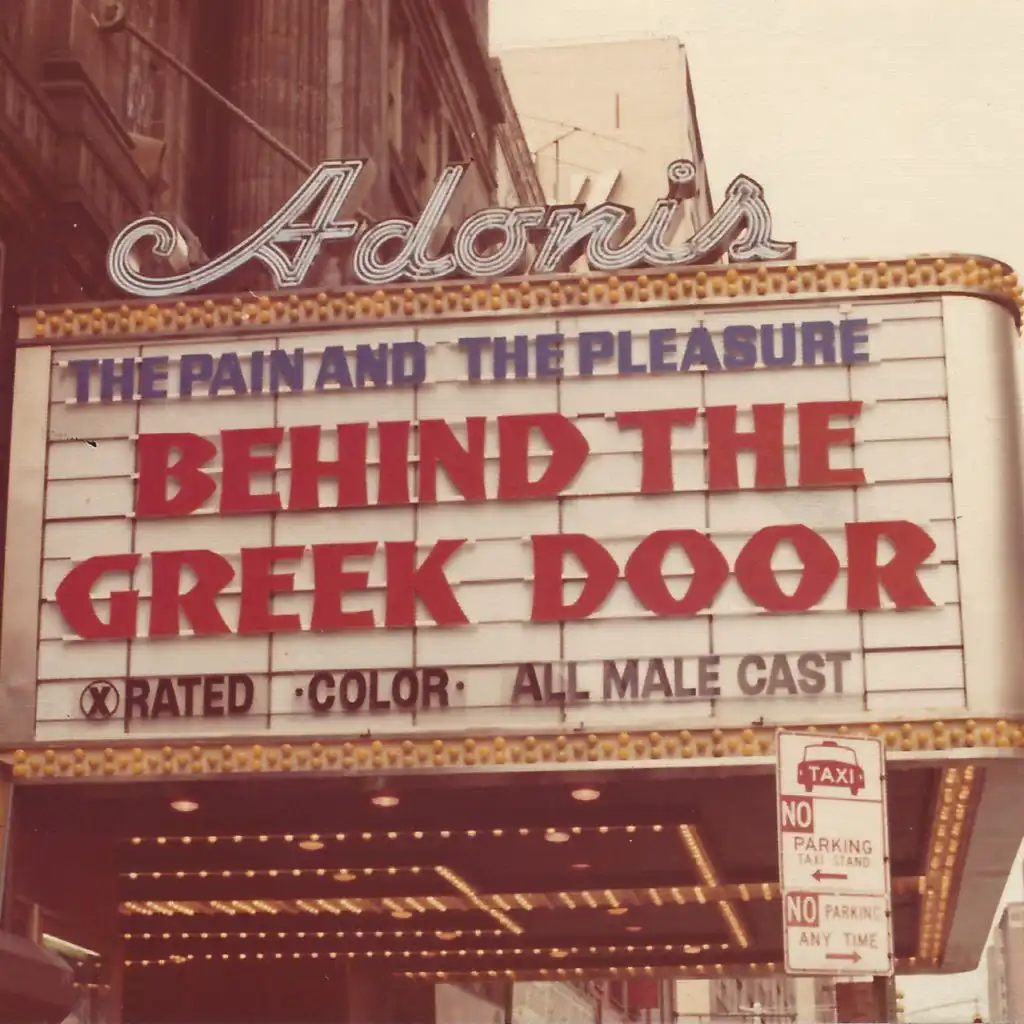 Adonis
THE PAIN AND THE PLEASURE
BEHIND THE
GREEK DOOR
X RATED ·COLOR· ALL MALE CAST
TAXI
NO
PARKING
TAXI STAND
←
NO PARKING
ANY TIME
→